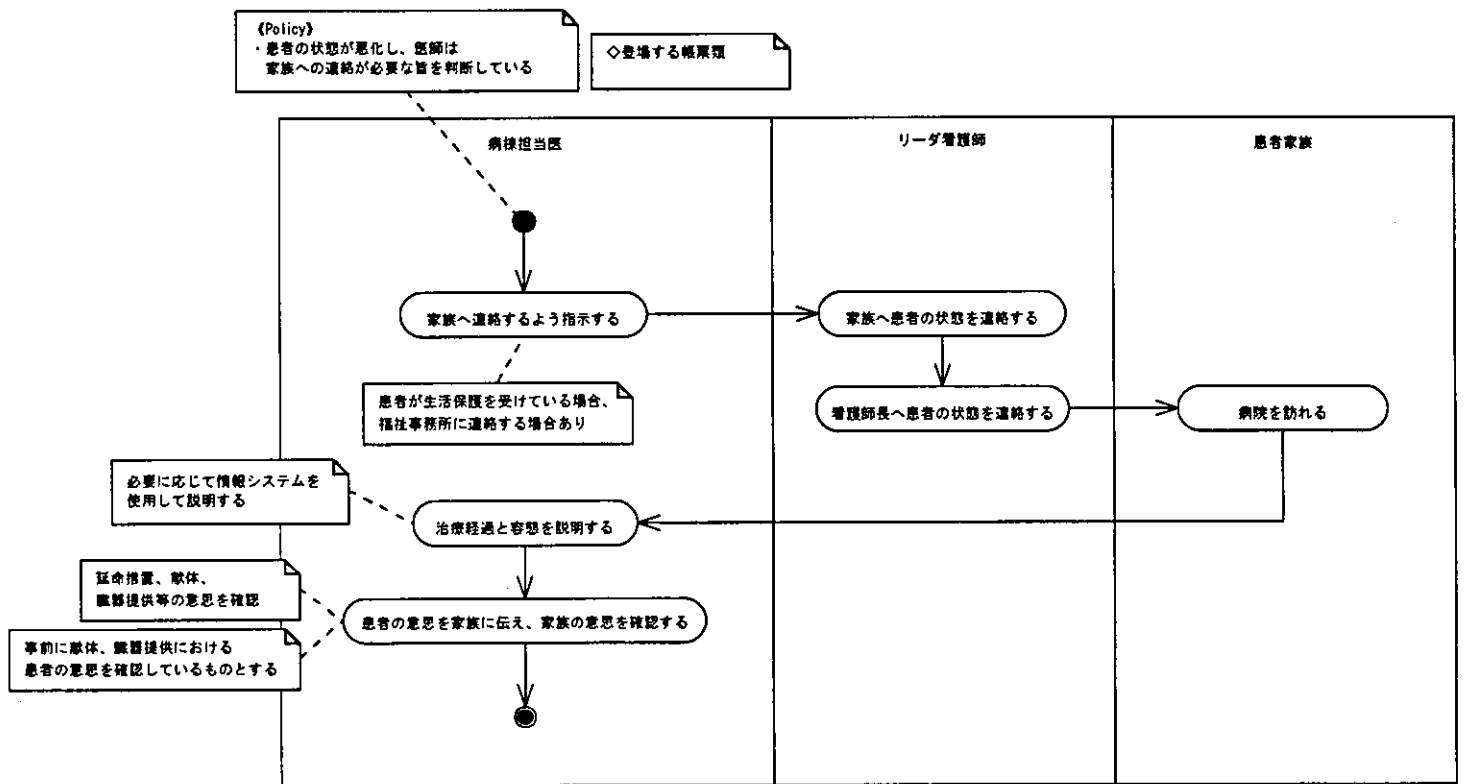 《Policy》
・患者の状態が悪化し、医師は
家族への連絡が必要な旨を判断している
◇登場する帳票類
病棟担当医
リーダ看護師
患者家族
家族へ連絡するよう指示する
家族へ患者の状態を連絡する
患者が生活保護を受けている場合、
福祉事務所に連絡する場合あり
看護師長へ患者の状態を連絡する
病院を訪れる
必要に応じて情報システムを
使用して説明する
治療経過と容態を説明する
延命措置、献体、
臓器提供等の意思を確認
患者の意思を家族に伝え、家族の意思を確認する
事前に献体、臓器提供における
患者の意思を確認しているものとする